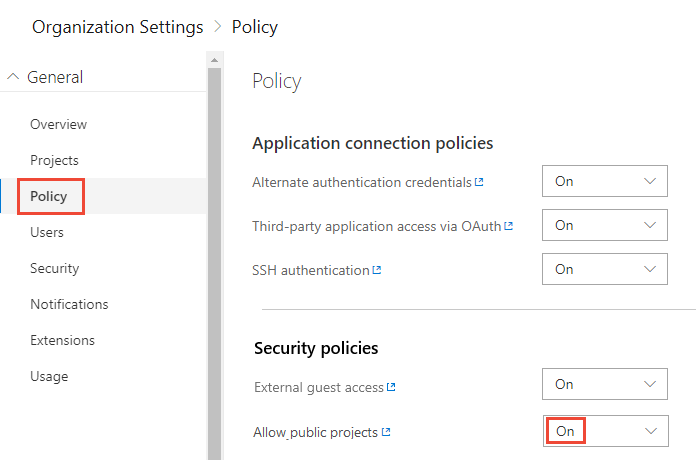 Organization Settings > Policy
General
Overview
Projects
Policy
Users
Security
Notifications
Extensions
Usage
Policy
Application connection policies
Alternate authentication credentials On
Third-party application access via OAuth On
SSH authentication On
Security policies
External guest access On
Allow public projects On